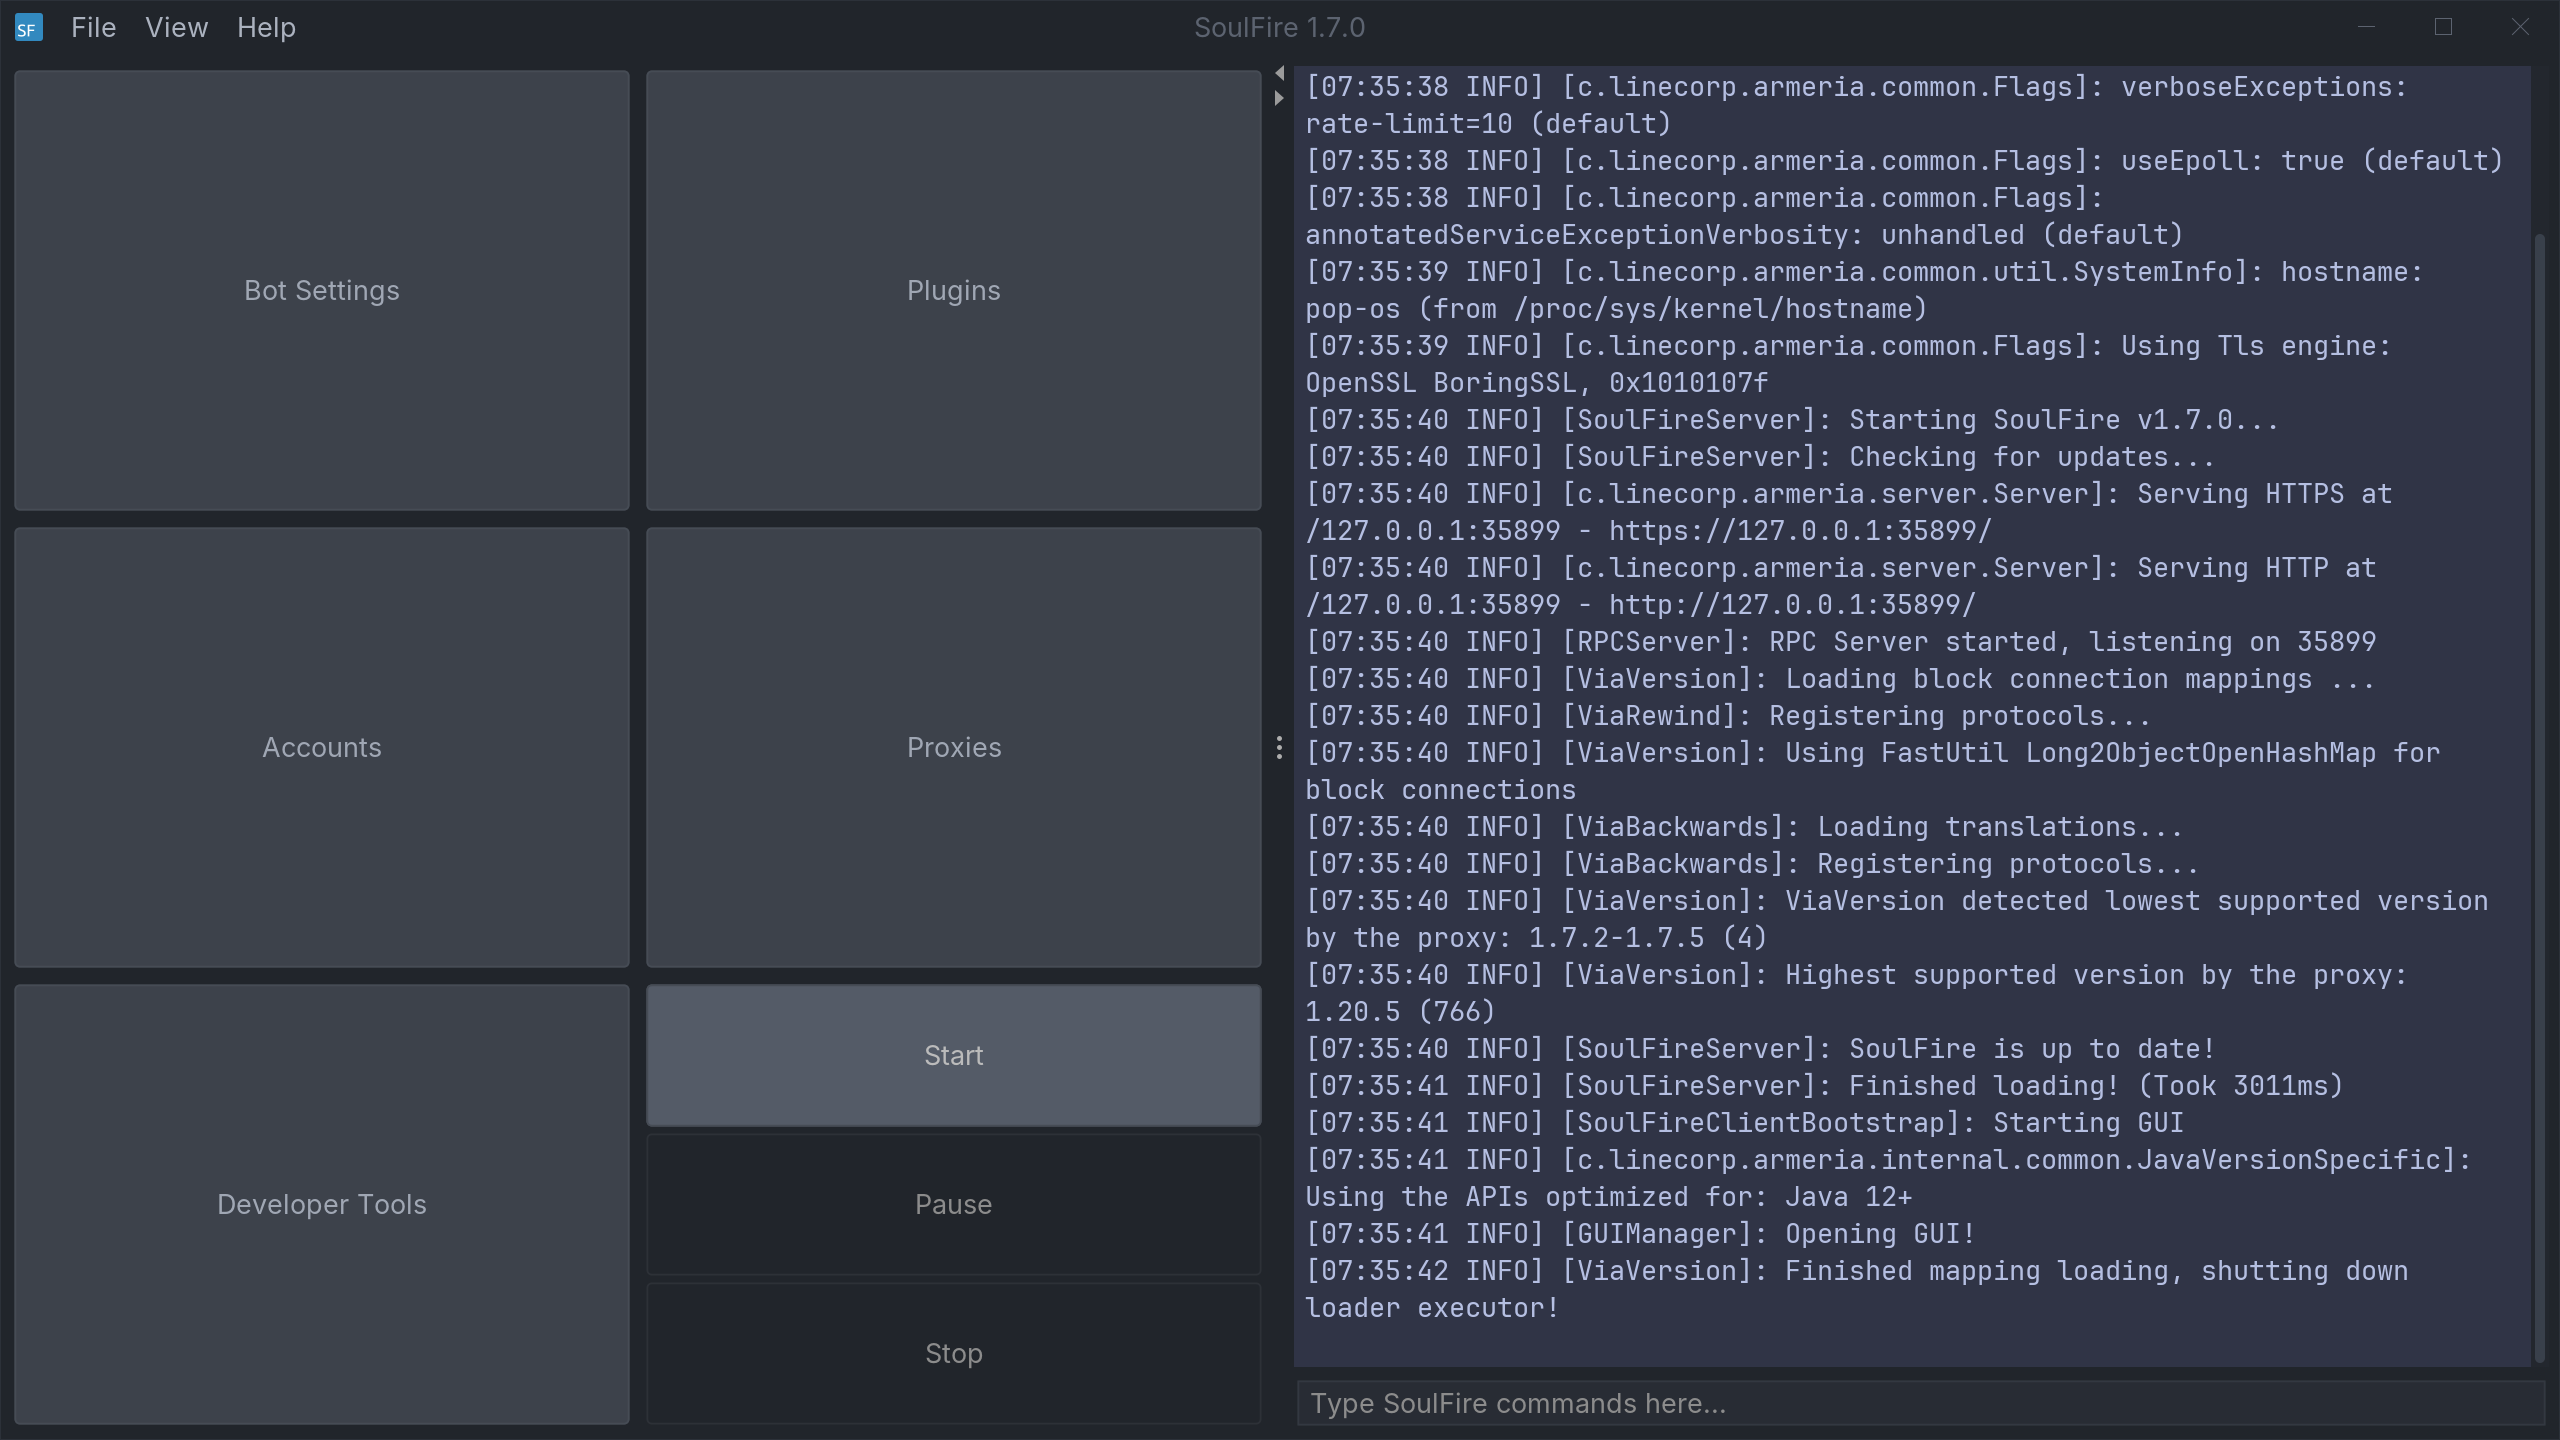 SF File View Help
SoulFire 1.7.0
Bot Settings
Plugins
Accounts
Proxies
Developer Tools
Start
Pause
Stop
[07:35:38 INFO] [c.linecorp.armeria.common.Flags]: verboseExceptions:
rate-limit=10 (default)
[07:35:38 INFO] [c.linecorp.armeria.common.Flags]: useEpoll: true (default)
[07:35:38 INFO] [c.linecorp.armeria.common.Flags]:
annotatedServiceExceptionVerbosity: unhandled (default)
[07:35:39 INFO] [c.linecorp.armeria.common.util.SystemInfo]: hostname:
pop-os (from /proc/sys/kernel/hostname)
[07:35:39 INFO] [c.linecorp.armeria.common.Flags]: Using Tls engine:
OpenSSL BoringSSL, 0x1010107f
[07:35:40 INFO] [SoulFireServer]: Starting SoulFire v1.7.0...
[07:35:40 INFO] [SoulFireServer]: Checking for updates...
[07:35:40 INFO] [c.linecorp.armeria.server.Server]: Serving HTTPS at
/127.0.0.1:35899 - https://127.0.0.1:35899/
[07:35:40 INFO] [c.linecorp.armeria.server.Server]: Serving HTTP at
/127.0.0.1:35899 - http://127.0.0.1:35899/
[07:35:40 INFO] [RPCServer]: RPC Server started, listening on 35899
[07:35:40 INFO] [ViaVersion]: Loading block connection mappings ...
[07:35:40 INFO] [ViaRewind]: Registering protocols...
[07:35:40 INFO] [ViaVersion]: Using FastUtil Long2ObjectOpenHashMap for
block connections
[07:35:40 INFO] [ViaBackwards]: Loading translations...
[07:35:40 INFO] [ViaBackwards]: Registering protocols...
[07:35:40 INFO] [ViaVersion]: ViaVersion detected lowest supported version
by the proxy: 1.7.2-1.7.5 (4)
[07:35:40 INFO] [ViaVersion]: Highest supported version by the proxy:
1.20.5 (766)
[07:35:40 INFO] [SoulFireServer]: SoulFire is up to date!
[07:35:41 INFO] [SoulFireServer]: Finished loading! (Took 3011ms)
[07:35:41 INFO] [SoulFireClientBootstrap]: Starting GUI
[07:35:41 INFO] [c.linecorp.armeria.internal.common.JavaVersionSpecific]:
Using the APIs optimized for: Java 12+
[07:35:41 INFO] [GUIManager]: Opening GUI!
[07:35:42 INFO] [ViaVersion]: Finished mapping loading, shutting down
loader executor!
Type SoulFire commands here...